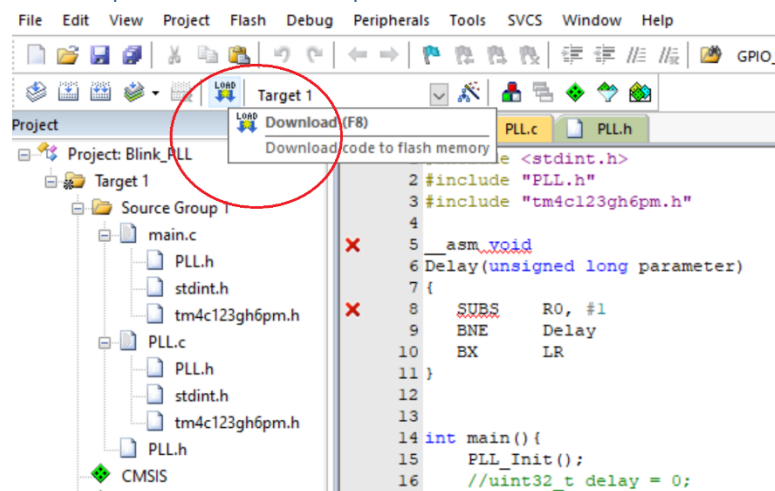 File Edit View Project Flash Debug Peripherals Tools SVCS Window Help
GPIO_
LOAD Target 1
Project
LOAD Download (F8)
Download code to flash memory
PLL.c PLL.h
Project: Blink_PLL
Target 1
Source Group 1
main.c
PLL.h
stdint.h
tm4c123gh6pm.h
PLL.c
PLL.h
stdint.h
tm4c123gh6pm.h
PLL.h
CMSIS
e <stdint.h>
2 #include "PLL.h"
3 #include "tm4c123gh6pm.h"
4
5 __asm void
6 Delay(unsigned long parameter)
7 {
8 SUBS R0, #1
9 BNE Delay
10 BX LR
11 }
12
13
14 int main(){
15 PLL_Init();
16 //uint32_t delay = 0;